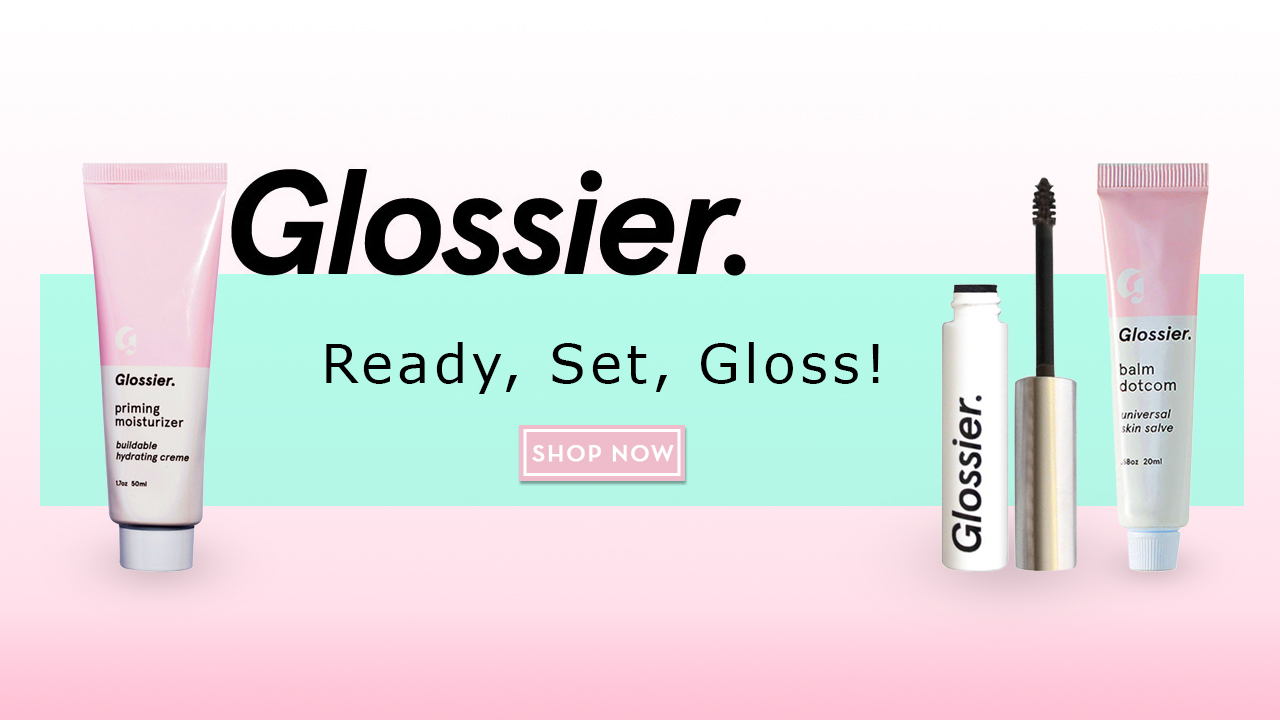 Glossier.
Ready, Set, Gloss!
SHOP NOW
Glossier.
priming
moisturizer
buildable
hydrating creme
1.7oz 50ml
Glossier.
Glossier.
balm
dotcom
universal
skin salve
.58oz 20ml